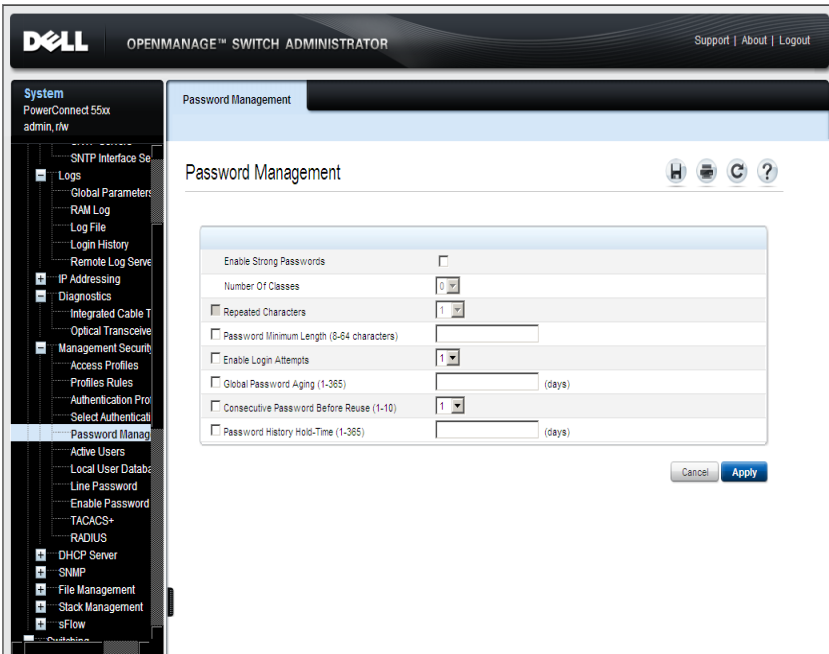 DELL
OPENMANAGE™ SWITCH ADMINISTRATOR
Support | About | Logout
System
PowerConnect 55xx
admin, r/w
SNTP Interface Se
Logs
Global Parameters
RAM Log
Log File
Login History
Remote Log Serve
IP Addressing
Diagnostics
Integrated Cable T
Optical Transceive
Management Securit
Access Profiles
Profiles Rules
Authentication Pro
Select Authenticati
Password Manag
Active Users
Local User Databa
Line Password
Enable Password
TACACS+
RADIUS
DHCP Server
SNMP
File Management
Stack Management
sFlow
Switching
Password Management
Password Management
?
Enable Strong Passwords
Number Of Classes 0
Repeated Characters 1
Password Minimum Length (8-64 characters)
Enable Login Attempts 1
Global Password Aging (1-365) (days)
Consecutive Password Before Reuse (1-10) 1
Password History Hold-Time (1-365) (days)
Cancel Apply